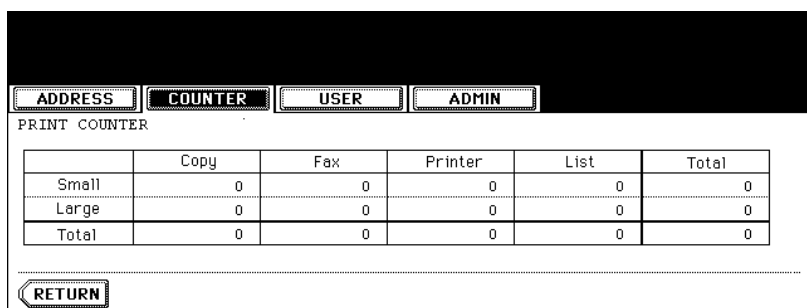 ADDRESS COUNTER USER ADMIN
PRINT COUNTER
Copy Fax Printer List Total
Small 0 0 0 0 0
Large 0 0 0 0 0
Total 0 0 0 0 0
RETURN